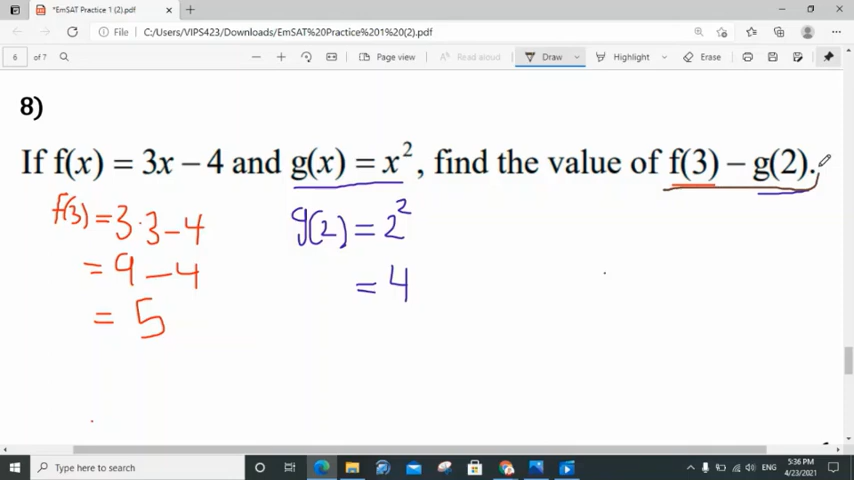 *EmSAT Practice 1 (2).pdf
File C:/Users/VIPS423/Downloads/EmSAT%20Practice%201%20(2).pdf
6 of 7 Page view Read aloud Draw Highlight Erase
8)
If f(x) = 3x − 4 and g(x) = x², find the value of f(3) − g(2).
f(3) = 3·3 − 4 g(2) = 2²
= 9 − 4 = 4
= 5
Type here to search ENG 5:36 PM
4/23/2021